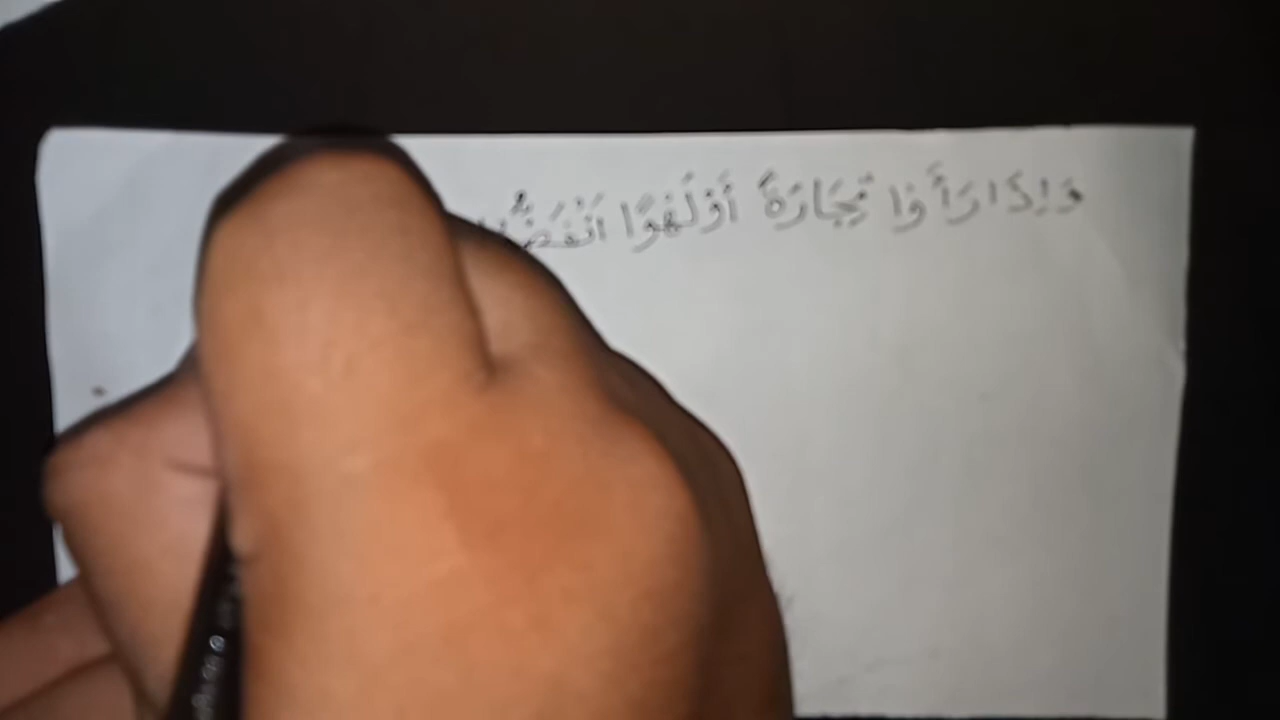 وَإِذَا رَأَوْا تِجَارَةً أَوْ لَهْوًا